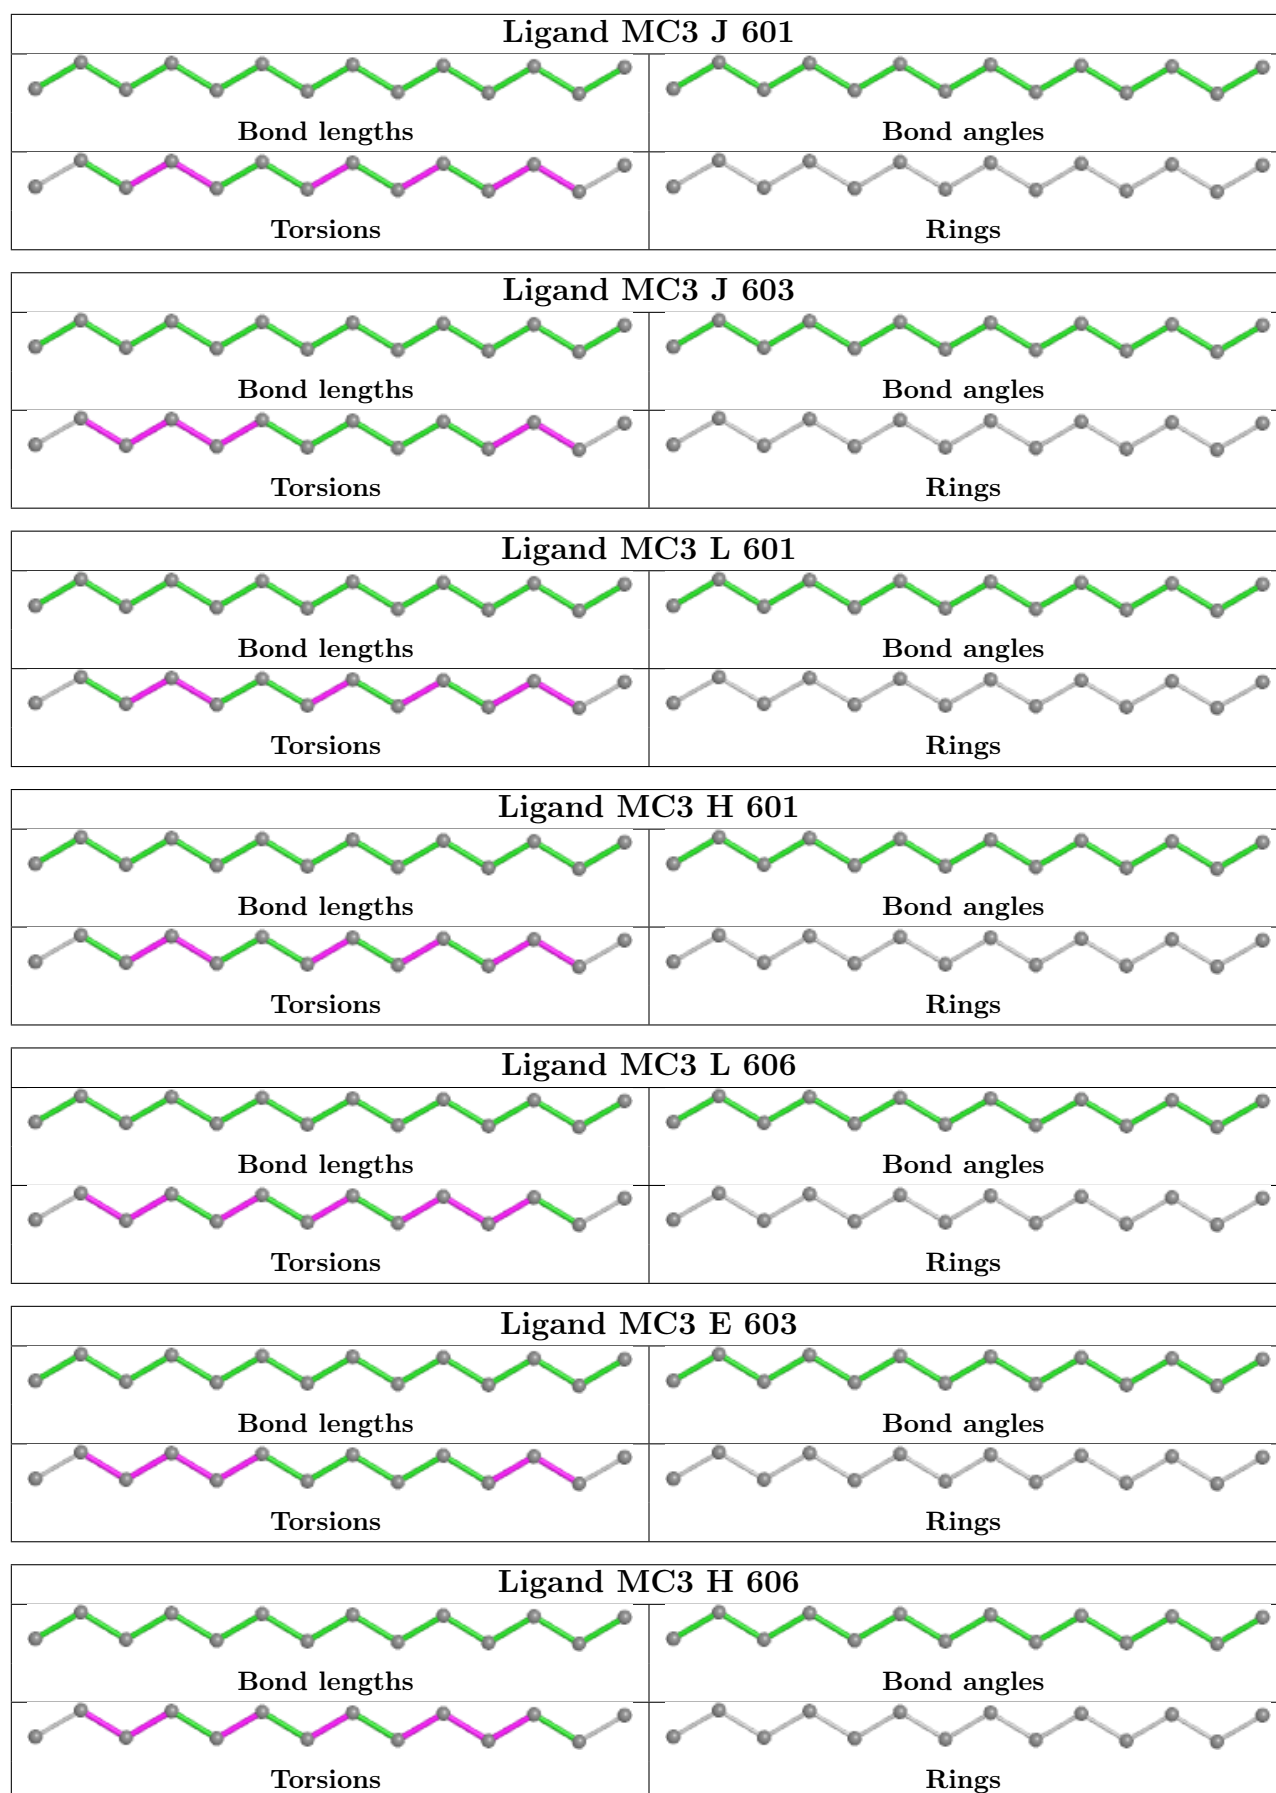 Ligand MC3 J 601
Bond lengths Bond angles
Torsions Rings
Ligand MC3 J 603
Bond lengths Bond angles
Torsions Rings
Ligand MC3 L 601
Bond lengths Bond angles
Torsions Rings
Ligand MC3 H 601
Bond lengths Bond angles
Torsions Rings
Ligand MC3 L 606
Bond lengths Bond angles
Torsions Rings
Ligand MC3 E 603
Bond lengths Bond angles
Torsions Rings
Ligand MC3 H 606
Bond lengths Bond angles
Torsions Rings